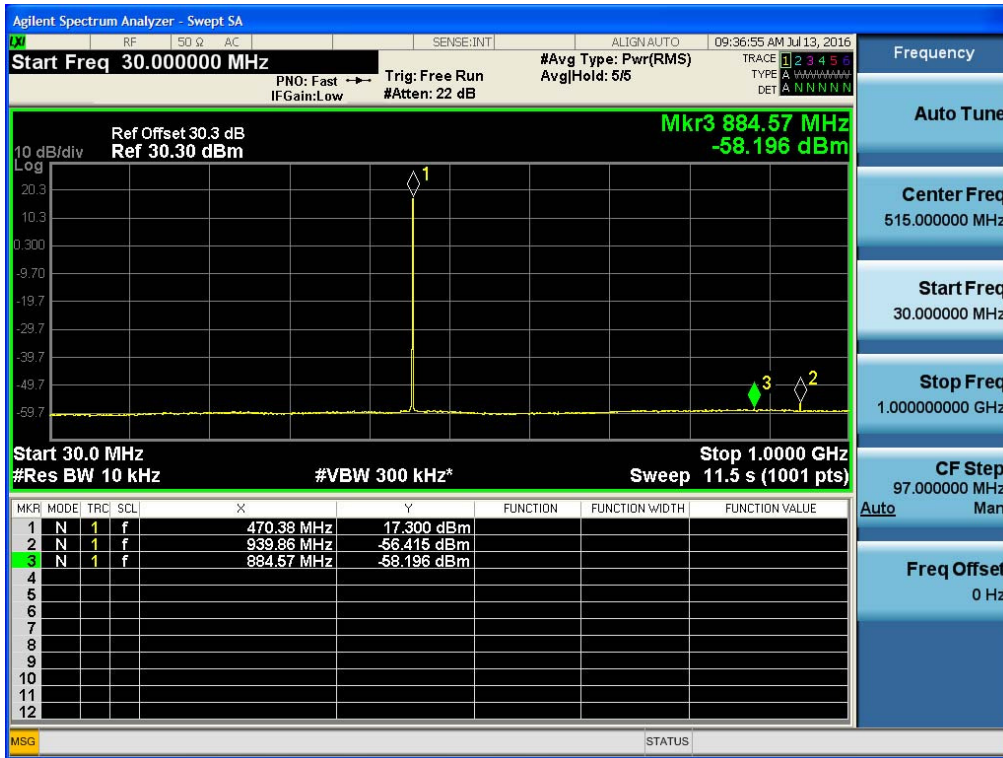 Agilent Spectrum Analyzer - Swept SA
LXI RF 50 Ω AC SENSE:INT ALIGN AUTO 09:36:55 AM Jul 13, 2016
Start Freq 30.000000 MHz
PNO: Fast
IFGain:Low
Trig: Free Run
#Atten: 22 dB
#Avg Type: Pwr(RMS)
Avg|Hold: 5/5
TRACE 1 2 3 4 5 6
TYPE A
DET A N N N N N
Mkr3 884.57 MHz
-58.196 dBm
Ref Offset 30.3 dB
10 dB/div Ref 30.30 dBm
Log
20.3
10.3
0.300
-9.70
-19.7
-29.7
-39.7
-49.7
-59.7
1
3
2
Start 30.0 MHz Stop 1.0000 GHz
#Res BW 10 kHz #VBW 300 kHz* Sweep 11.5 s (1001 pts)
MKR MODE TRC SCL X Y FUNCTION FUNCTION WIDTH FUNCTION VALUE
1 N 1 f 470.38 MHz 17.300 dBm
2 N 1 f 939.86 MHz -56.415 dBm
3 N 1 f 884.57 MHz -58.196 dBm
4
5
6
7
8
9
10
11
12
MSG STATUS
Frequency
Auto Tune
Center Freq
515.000000 MHz
Start Freq
30.000000 MHz
Stop Freq
1.000000000 GHz
CF Step
97.000000 MHz
Auto Man
Freq Offset
0 Hz